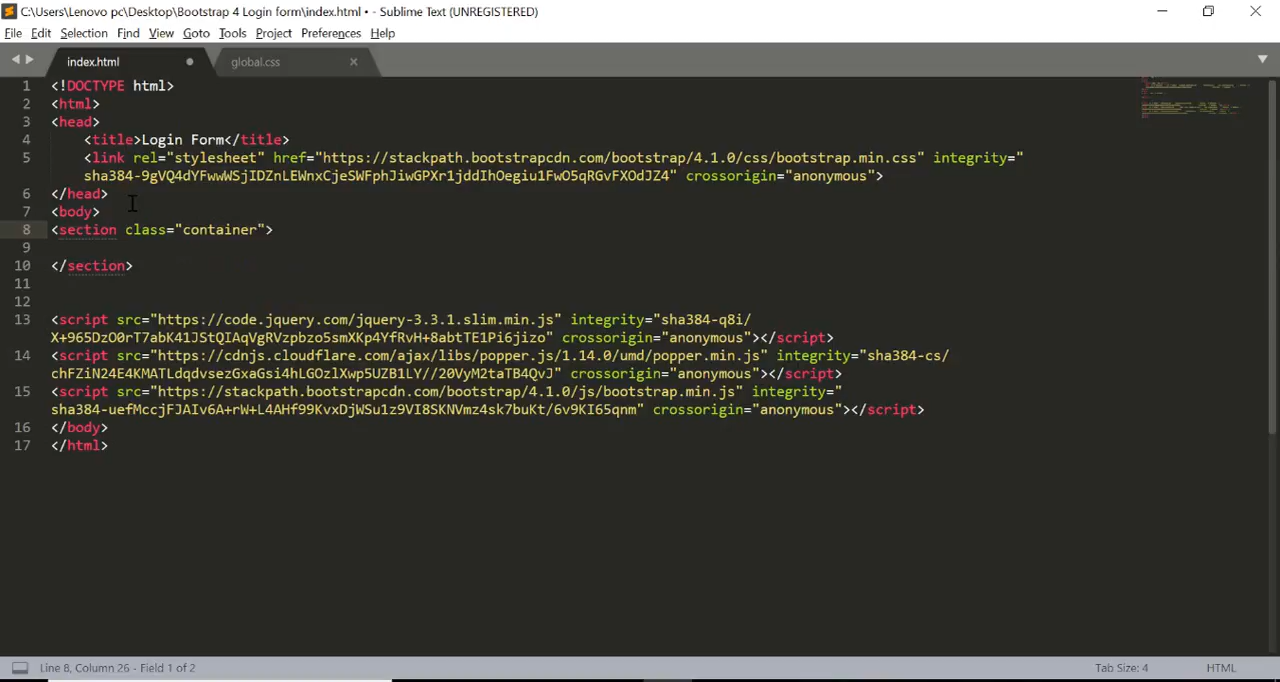 C:\Users\Lenovo pc\Desktop\Bootstrap 4 Login form\index.html • - Sublime Text (UNREGISTERED)
File Edit Selection Find View Goto Tools Project Preferences Help
index.html global.css
1 <!DOCTYPE html>
2 <html>
3 <head>
4 <title>Login Form</title>
5 <link rel="stylesheet" href="https://stackpath.bootstrapcdn.com/bootstrap/4.1.0/css/bootstrap.min.css" integrity="
sha384-9gVQ4dYFwwWSjIDZnLEWnxCjeSWFphJiwGPXr1jddIhOegiu1FwO5qRGvFXOdJZ4" crossorigin="anonymous">
6 </head>
7 <body>
8 <section class="container">
9
10 </section>
11
12
13 <script src="https://code.jquery.com/jquery-3.3.1.slim.min.js" integrity="sha384-q8i/
X+965DzO0rT7abK41JStQIAqVgRVzpbzo5smXKp4YfRvH+8abtTE1Pi6jizo" crossorigin="anonymous"></script>
14 <script src="https://cdnjs.cloudflare.com/ajax/libs/popper.js/1.14.0/umd/popper.min.js" integrity="sha384-cs/
chFZiN24E4KMATLdqdvsezGxaGsi4hLGOzlXwp5UZB1LY//20VyM2taTB4QvJ" crossorigin="anonymous"></script>
15 <script src="https://stackpath.bootstrapcdn.com/bootstrap/4.1.0/js/bootstrap.min.js" integrity="
sha384-uefMccjFJAIv6A+rW+L4AHf99KvxDjWSu1z9VI8SKNVmz4sk7buKt/6v9KI65qnm" crossorigin="anonymous"></script>
16 </body>
17 </html>
Line 8, Column 26 - Field 1 of 2 Tab Size: 4 HTML